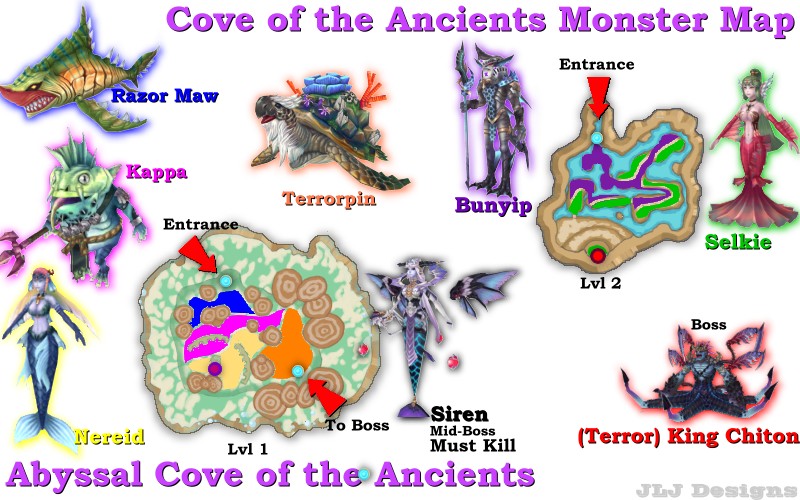 Cove of the Ancients Monster Map
Entrance
Razor Maw
Kappa
Terrorpin
Bunyip
Selkie
Entrance
Lvl 2
Boss
Siren
Mid-Boss
Must Kill
To Boss
(Terror) King Chiton
Nereid
Lvl 1
Abyssal Cove of the Ancients
JLJ Designs